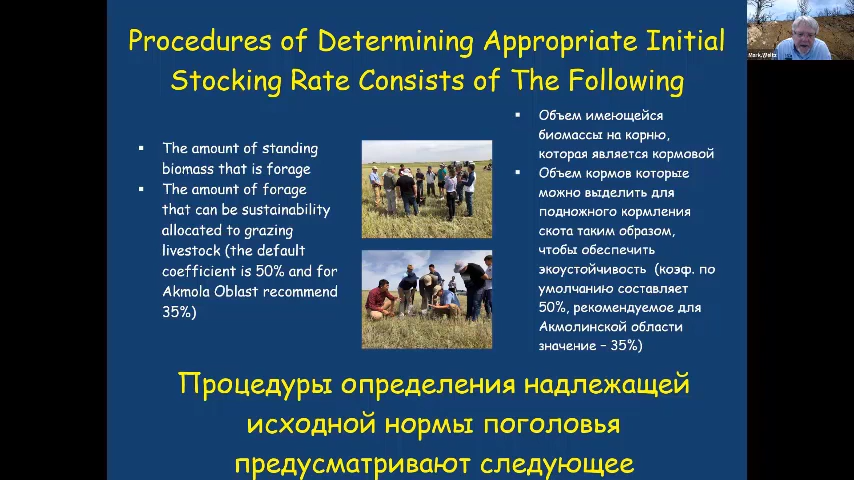 Procedures of Determining Appropriate Initial
Stocking Rate Consists of The Following
▪ The amount of standing
biomass that is forage
▪ The amount of forage
that can be sustainability
allocated to grazing
livestock (the default
coefficient is 50% and for
Akmola Oblast recommend
35%)
▪ Объем имеющейся
биомассы на корню,
которая является кормовой
▪ Объем кормов которые
можно выделить для
подножного кормления
скота таким образом,
чтобы обеспечить
экоустойчивость (коэф. по
умолчанию составляет
50%, рекомендуемое для
Акмолинской области
значение – 35%)
Процедуры определения надлежащей
исходной нормы поголовья
предусматривают следующее
Mark.Weltz